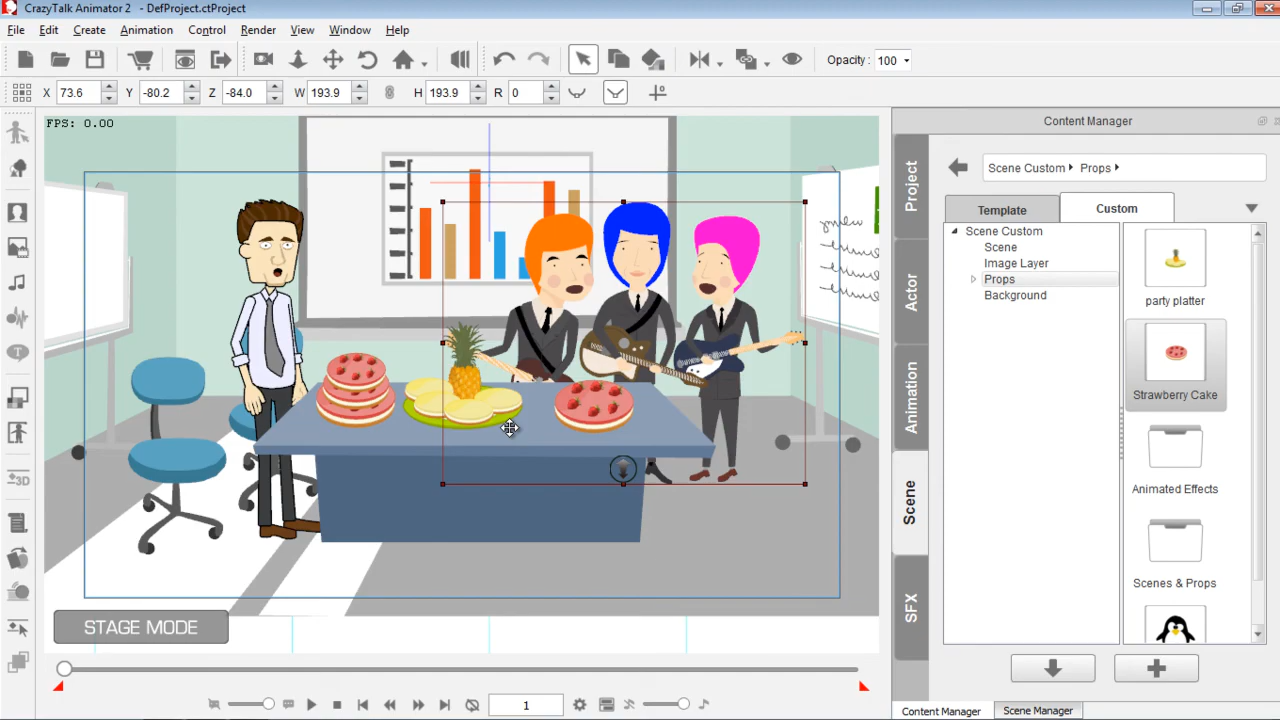 CrazyTalk Animator 2 - DefProject.ctProject
File Edit Create Animation Control Render View Window Help
Opacity : 100
X 73.6 Y -80.2 Z -84.0 W 193.9 H 193.9 R 0
FPS: 0.00
Content Manager
Scene Custom Props
Template Custom
Project
Actor
Animation
Scene
SFX
Scene Custom
Scene
Image Layer
Props
Background
party platter
Strawberry Cake
Animated Effects
Scenes & Props
+3D
STAGE MODE
1
Content Manager Scene Manager